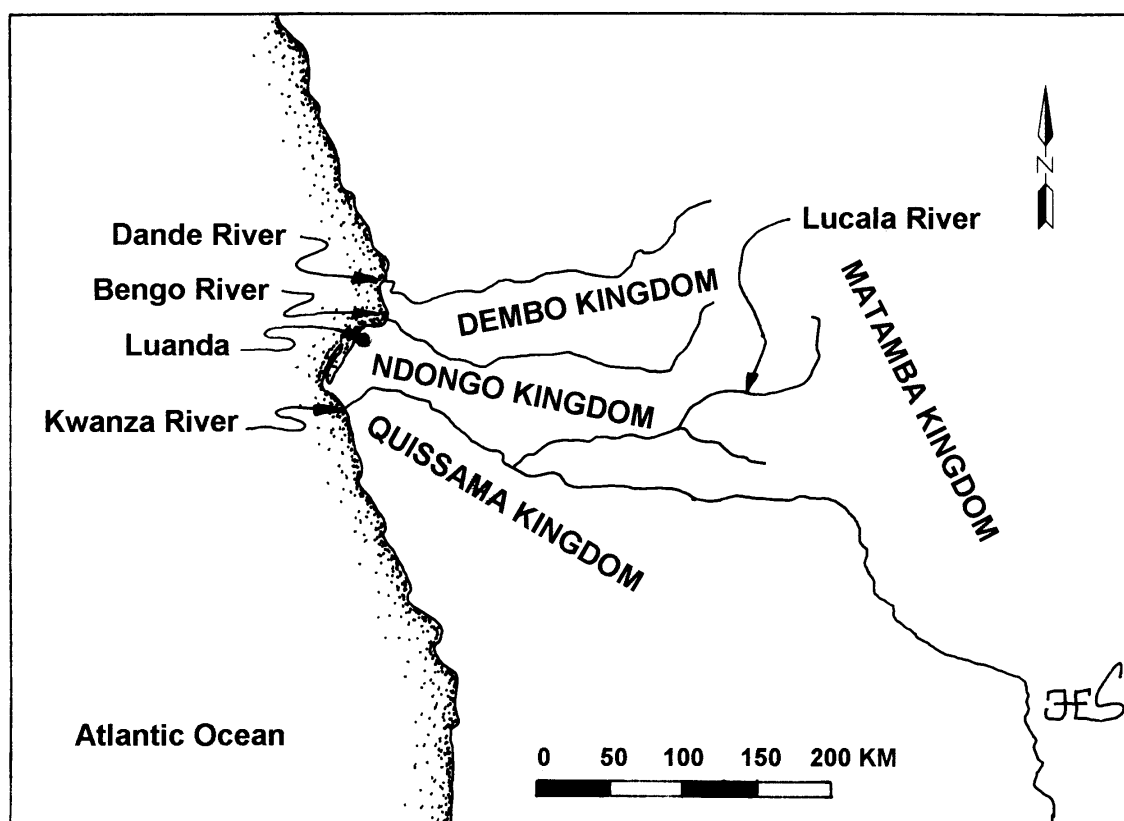 N
Dande River
Lucala River
Bengo River
DEMBO KINGDOM
MATAMBA KINGDOM
Luanda
NDONGO KINGDOM
Kwanza River
QUISSAMA KINGDOM
JES
Atlantic Ocean
0 50 100 150 200 KM